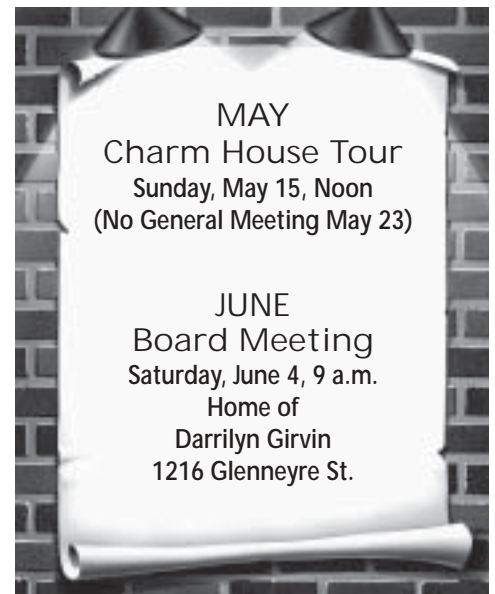 MAY
Charm House Tour
Sunday, May 15, Noon
(No General Meeting May 23)
JUNE
Board Meeting
Saturday, June 4, 9 a.m.
Home of
Darrilyn Girvin
1216 Glenneyre St.